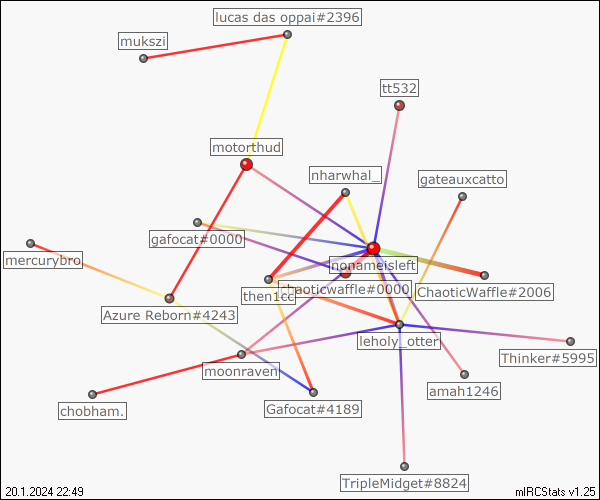 lucas das oppai#2396
mukszi
tt532
motorthud
nharwhal_
gateauxcatto
gafocat#0000
mercurybro
nonameisleft
then1cc
chaoticwaffle#0000
ChaoticWaffle#2006
Azure Reborn#4243
leholy_otter
Thinker#5995
moonraven
amah1246
chobham.
Gafocat#4189
TripleMidget#8824
20.1.2024 22:49
mIRCStats v1.25